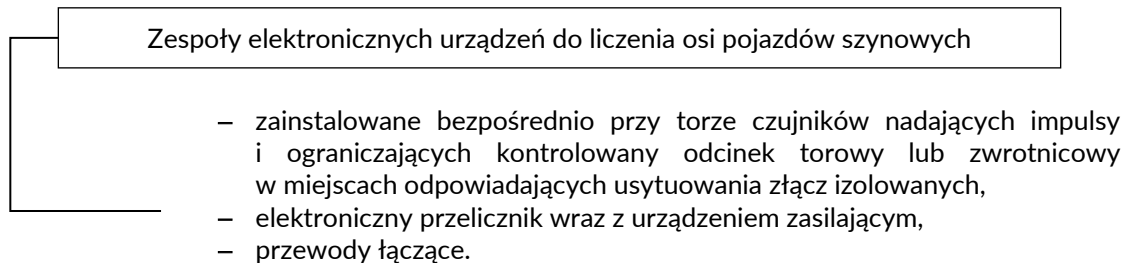 Zespoły elektronicznych urządzeń do liczenia osi pojazdów szynowych
– zainstalowane bezpośrednio przy torze czujników nadających impulsy
i ograniczających kontrolowany odcinek torowy lub zwrotnicowy
w miejscach odpowiadających usytuowania złącz izolowanych,
– elektroniczny przelicznik wraz z urządzeniem zasilającym,
– przewody łączące.